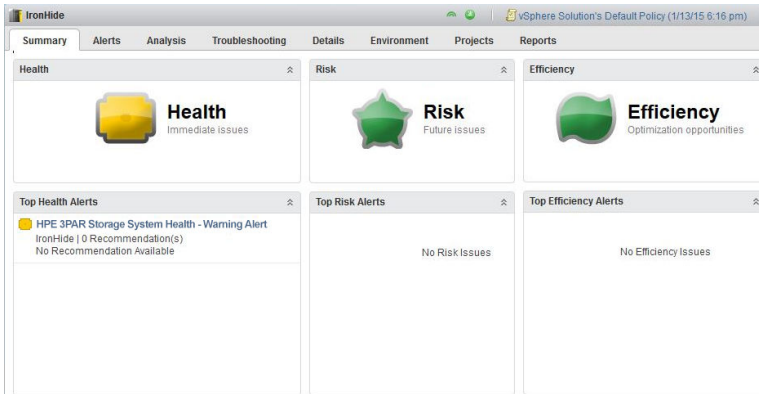 IronHide
vSphere Solution's Default Policy (1/13/15 6:16 pm)
Summary Alerts Analysis Troubleshooting Details Environment Projects Reports
Health
Health
Immediate issues
Risk
Risk
Future issues
Efficiency
Efficiency
Optimization opportunities
Top Health Alerts
HPE 3PAR Storage System Health - Warning Alert
IronHide | 0 Recommendation(s)
No Recommendation Available
Top Risk Alerts
No Risk Issues
Top Efficiency Alerts
No Efficiency Issues